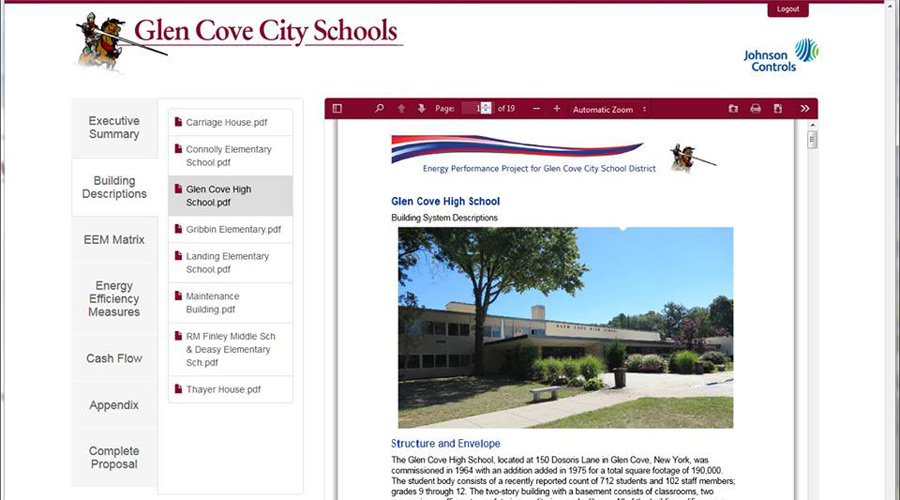 Logout
Glen Cove City Schools
Johnson
Controls
Executive
Summary
Building
Descriptions
EEM Matrix
Energy
Efficiency
Measures
Cash Flow
Appendix
Complete
Proposal
Carriage House.pdf
Connolly Elementary
School.pdf
Glen Cove High
School.pdf
Gribbin Elementary.pdf
Landing Elementary
School.pdf
Maintenance
Building.pdf
RM Finley Middle Sch
& Deasy Elementary
Sch.pdf
Thayer House.pdf
Page: 1 of 19 Automatic Zoom
Energy Performance Project for Glen Cove City School District
Glen Cove High School
Building System Descriptions
GLEN COVE HIGH SCHOOL
Structure and Envelope
The Glen Cove High School, located at 150 Dosoris Lane in Glen Cove, New York, was
commissioned in 1964 with an addition added in 1975 for a total square footage of 190,000.
The student body consists of a recently reported count of 712 students and 102 staff members;
grades 9 through 12. The two-story building with a basement consists of classrooms, two